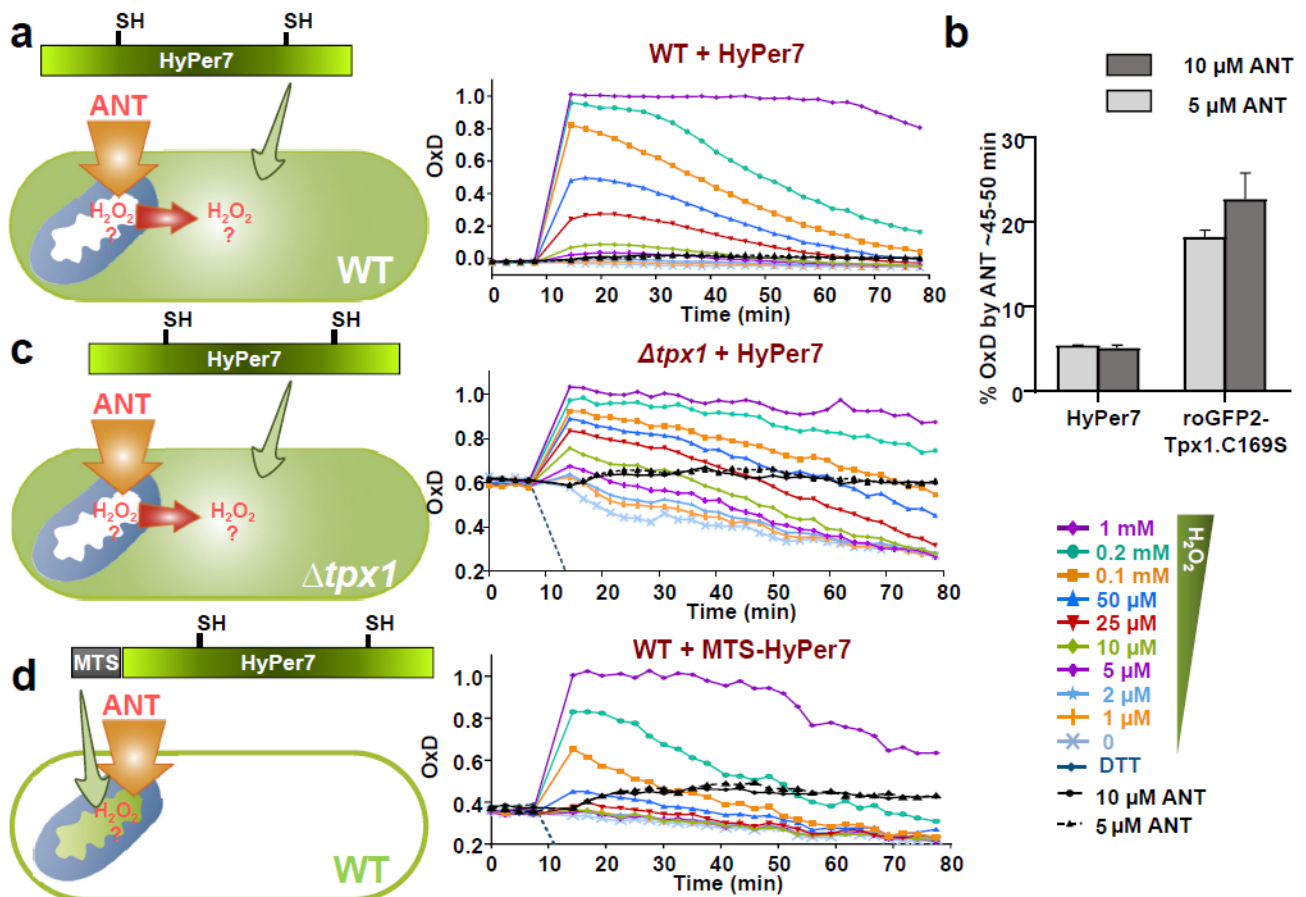 a
SH
SH
HyPer7
ANT
H2O2
?
H2O2
?
WT
WT + HyPer7
OxD
1.0
0.8
0.6
0.4
0.2
0.0
0
10
20
30
40
50
60
70
80
Time (min)
b
10 µM ANT
5 µM ANT
% OxD by ANT ~45-50 min
30
20
10
0
HyPer7
roGFP2-
Tpx1.C169S
c
SH
SH
HyPer7
ANT
H2O2
?
H2O2
?
Δtpx1
Δtpx1 + HyPer7
OxD
1.0
0.8
0.6
0.4
0.2
0
10
20
30
40
50
60
70
80
Time (min)
d
SH
SH
MTS
HyPer7
ANT
H2O2
?
WT
WT + MTS-HyPer7
OxD
1.0
0.8
0.6
0.4
0.2
0
10
20
30
40
50
60
70
80
Time (min)
1 mM
0.2 mM
0.1 mM
50 µM
25 µM
10 µM
5 µM
2 µM
1 µM
0
DTT
10 µM ANT
5 µM ANT
H2O2